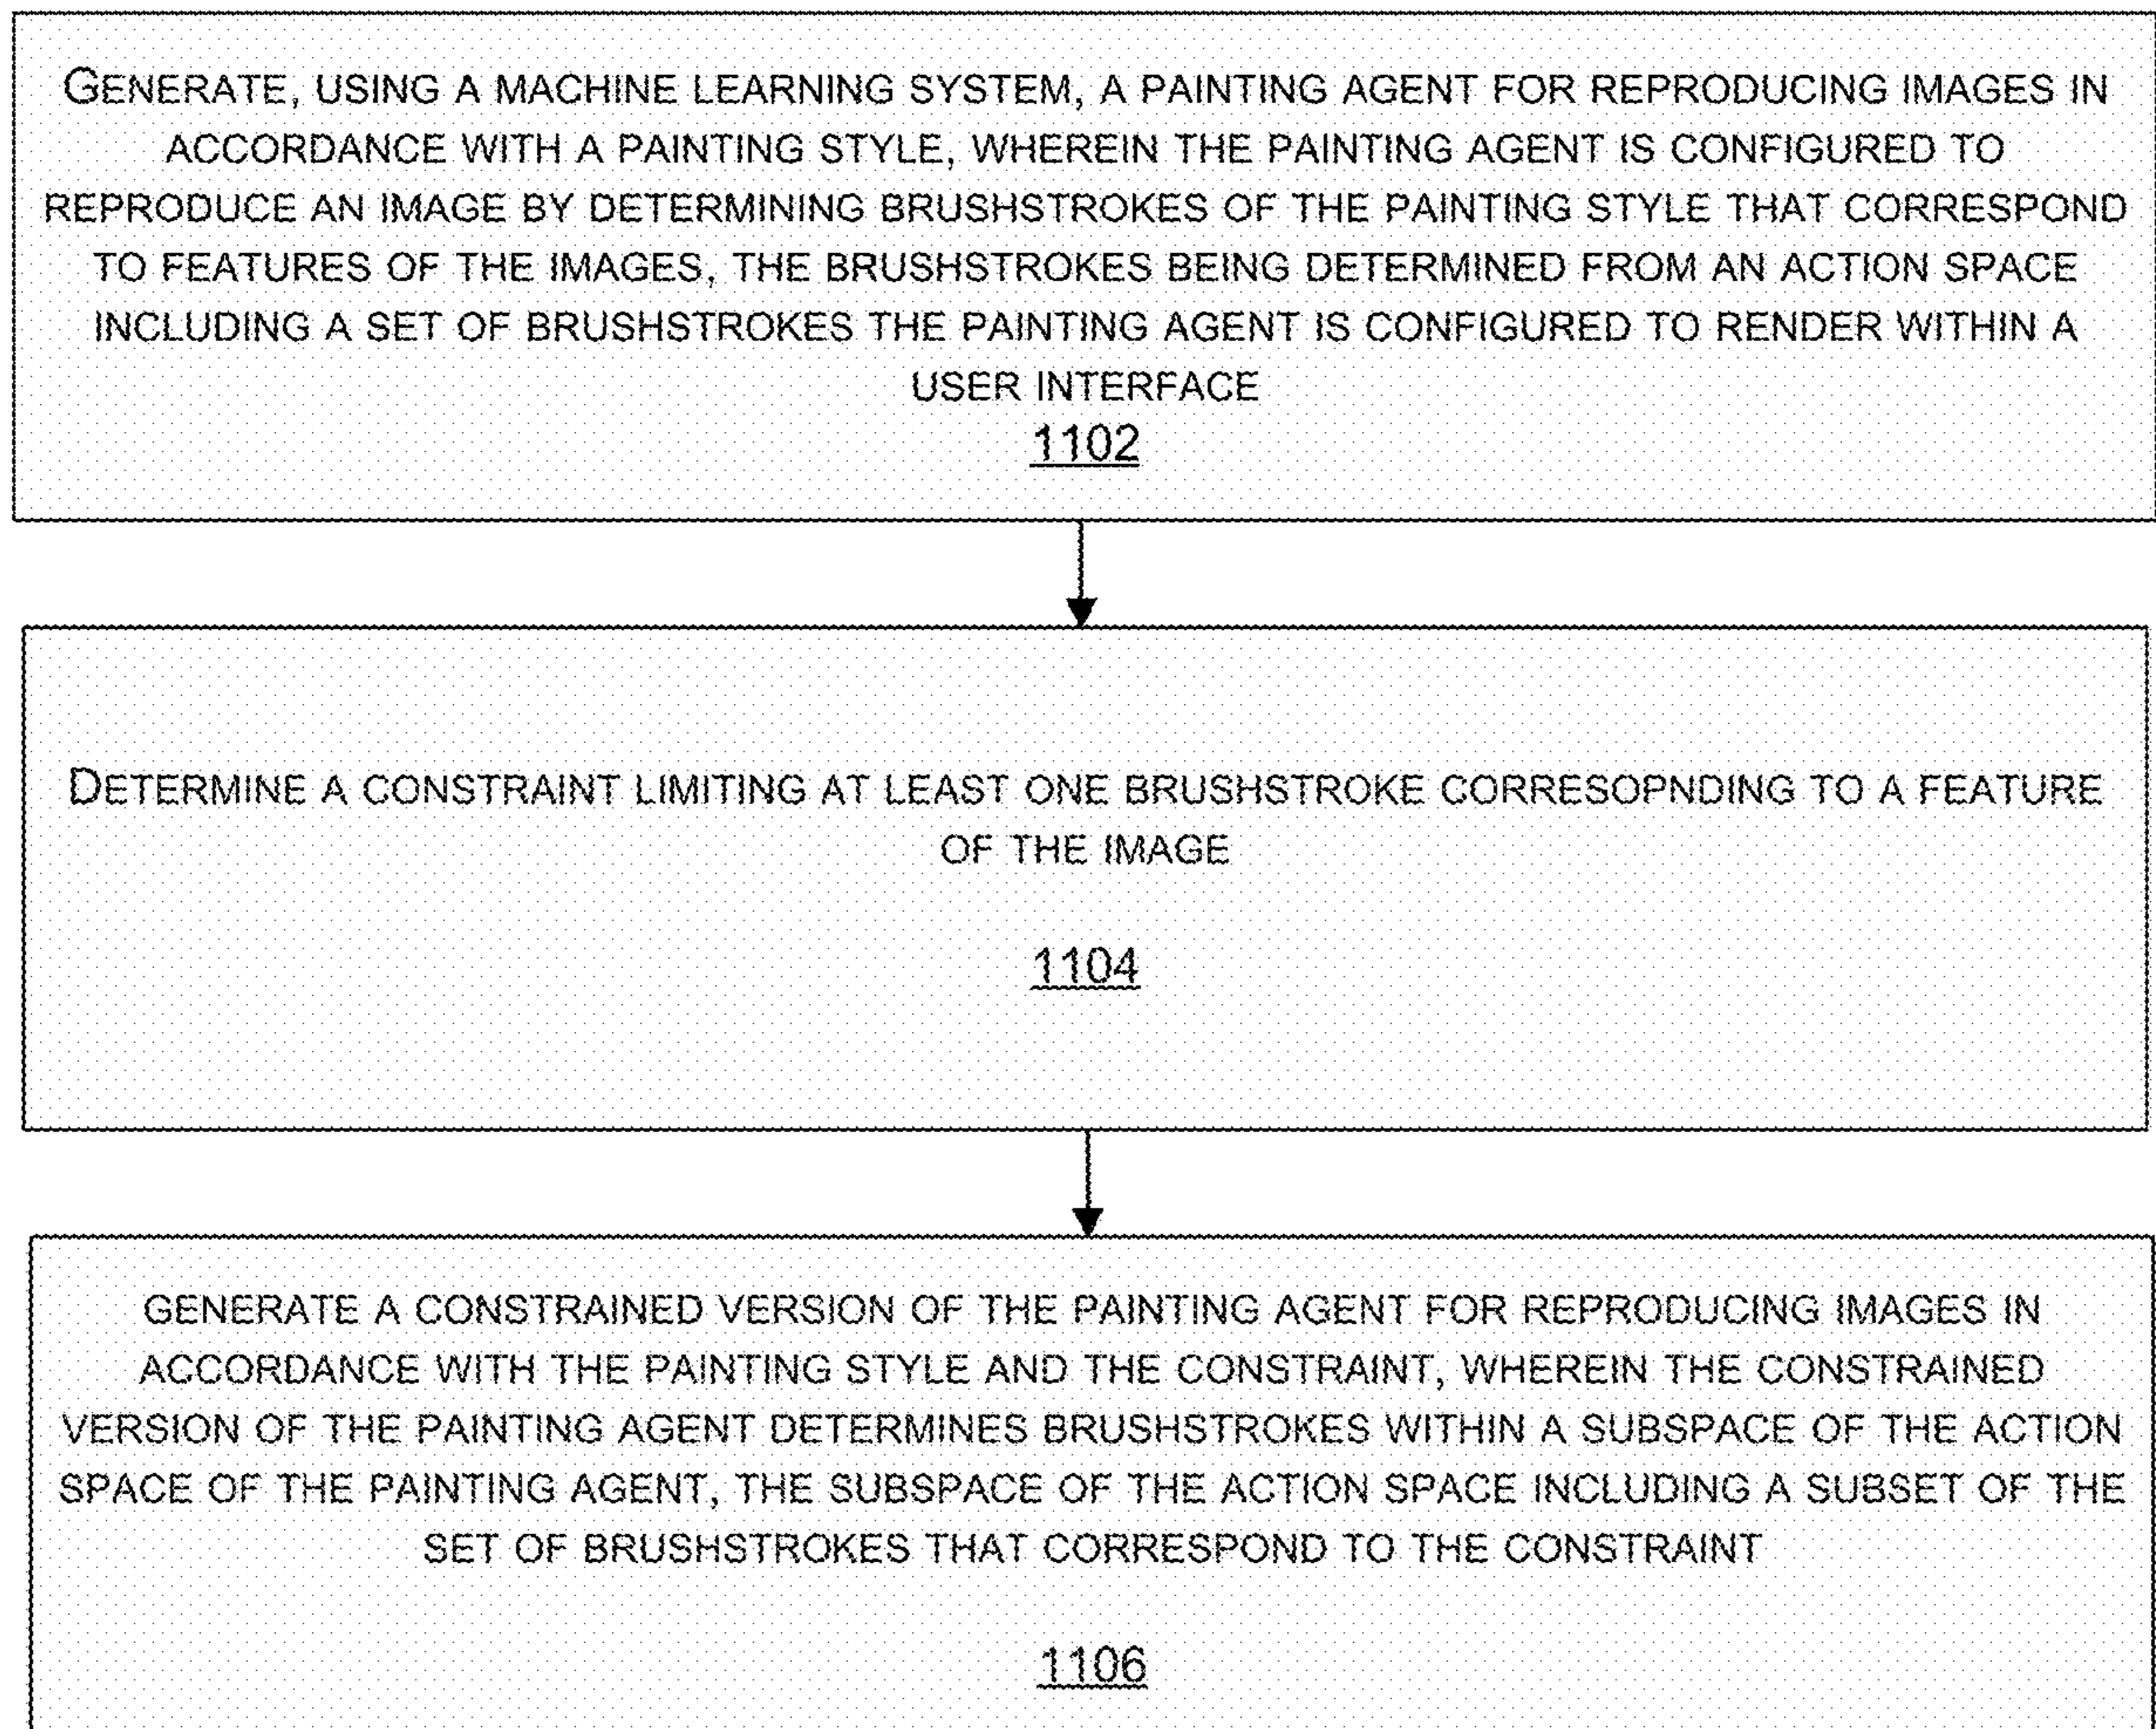 GENERATE, USING A MACHINE LEARNING SYSTEM, A PAINTING AGENT FOR REPRODUCING IMAGES IN
ACCORDANCE WITH A PAINTING STYLE, WHEREIN THE PAINTING AGENT IS CONFIGURED TO
REPRODUCE AN IMAGE BY DETERMINING BRUSHSTROKES OF THE PAINTING STYLE THAT CORRESPOND
TO FEATURES OF THE IMAGES, THE BRUSHSTROKES BEING DETERMINED FROM AN ACTION SPACE
INCLUDING A SET OF BRUSHSTROKES THE PAINTING AGENT IS CONFIGURED TO RENDER WITHIN A
USER INTERFACE
1102
DETERMINE A CONSTRAINT LIMITING AT LEAST ONE BRUSHSTROKE CORRESOPNDING TO A FEATURE
OF THE IMAGE
1104
GENERATE A CONSTRAINED VERSION OF THE PAINTING AGENT FOR REPRODUCING IMAGES IN
ACCORDANCE WITH THE PAINTING STYLE AND THE CONSTRAINT, WHEREIN THE CONSTRAINED
VERSION OF THE PAINTING AGENT DETERMINES BRUSHSTROKES WITHIN A SUBSPACE OF THE ACTION
SPACE OF THE PAINTING AGENT, THE SUBSPACE OF THE ACTION SPACE INCLUDING A SUBSET OF THE
SET OF BRUSHSTROKES THAT CORRESPOND TO THE CONSTRAINT
1106